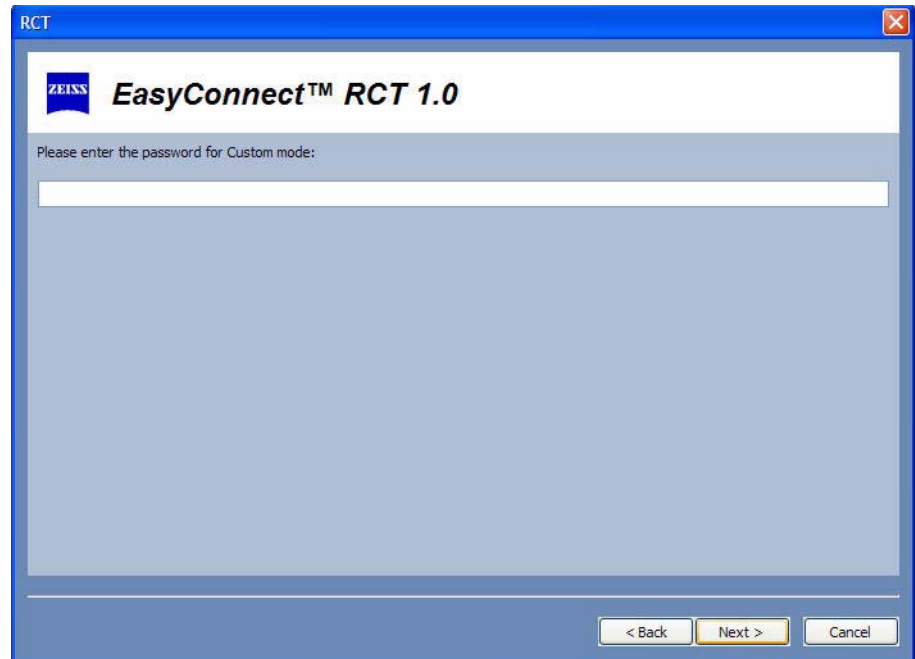 RCT
ZEISS
EasyConnect™ RCT 1.0
Please enter the password for Custom mode:
< Back
Next >
Cancel